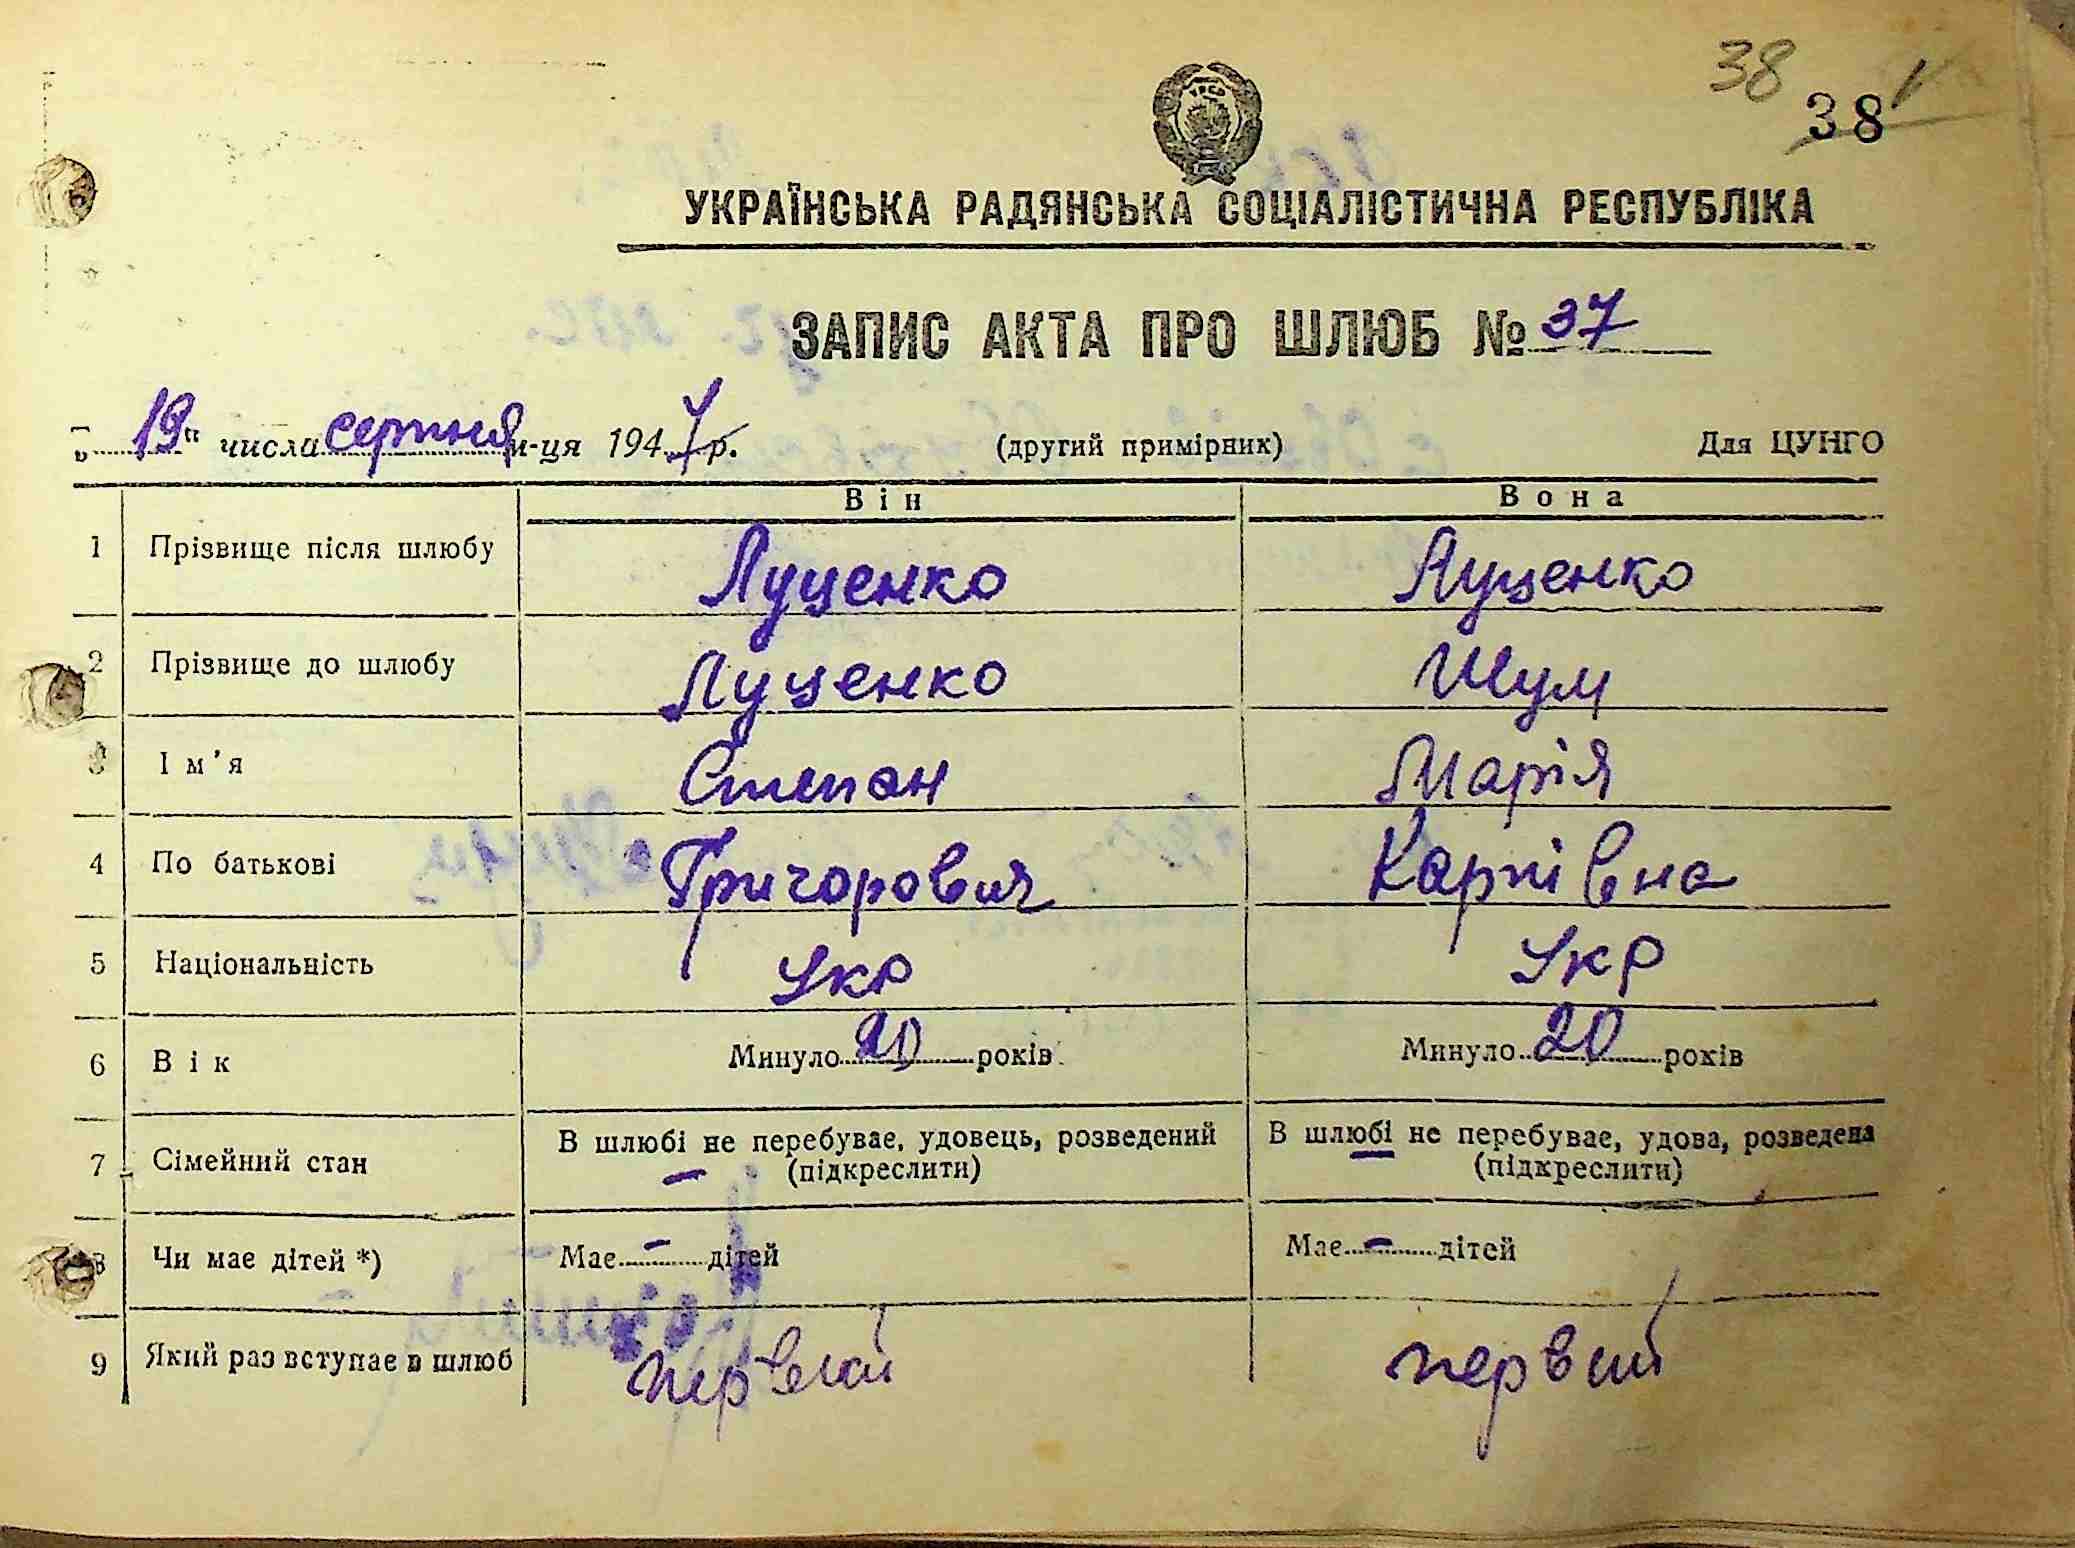 38
38
УРСР
УКРАЇНСЬКА РАДЯНСЬКА СОЦІАЛІСТИЧНА РЕСПУБЛІКА
ЗАПИС АКТА ПРО ШЛЮБ № 37
„19" числа серпня м-ця 1947 р. (другий примірник) Для ЦУНГО
Він Вона
1 Прізвище після шлюбу Луценко Луценко
2 Прізвище до шлюбу Луценко Шум
3 Ім'я Степан Марія
4 По батькові Григорович Карпівна
5 Національність Укр Укр
6 Вік Минуло 20 років Минуло 20 років
7 Сімейний стан В шлюбі не перебуває, удовець, розведений (підкреслити) В шлюбі не перебуває, удова, розведена (підкреслити)
8 Чи має дітей *) Має - дітей Має - дітей
9 Який раз вступає в шлюб первий первий